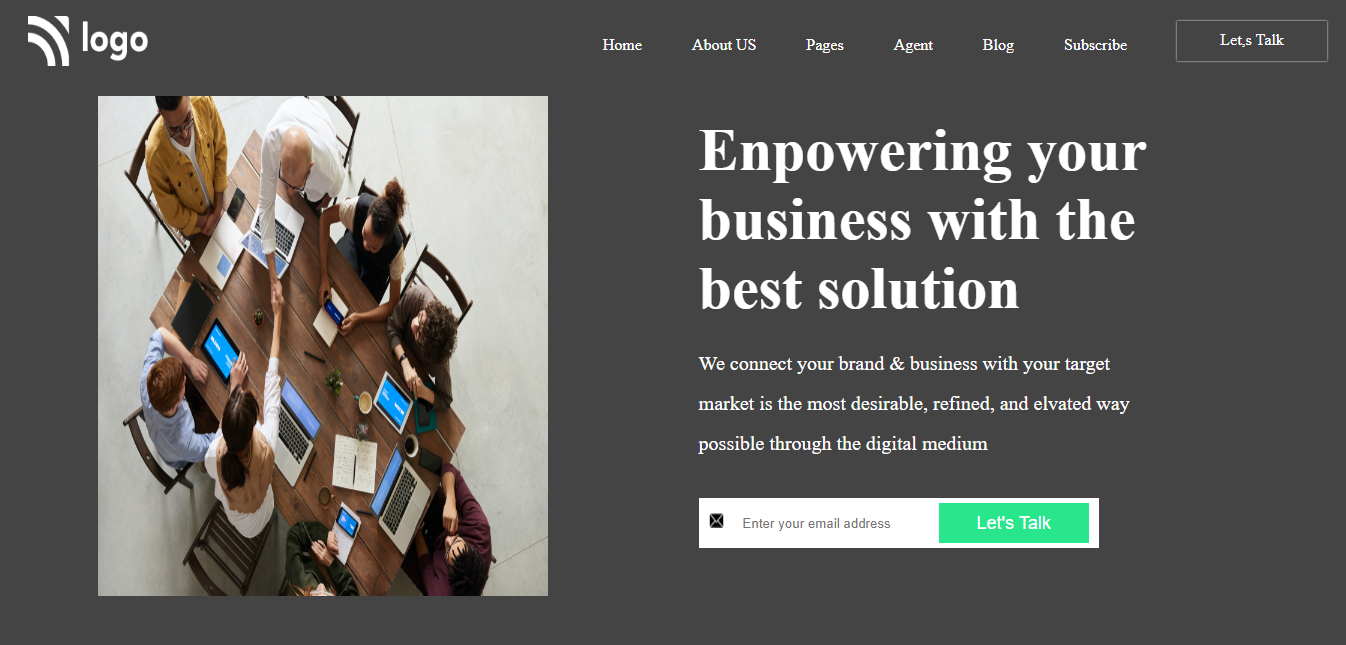 logo
Home
About US
Pages
Agent
Blog
Subscribe
Let,s Talk
Enpowering your
business with the
best solution
We connect your brand & business with your target
market is the most desirable, refined, and elvated way
possible through the digital medium
Enter your email address
Let's Talk